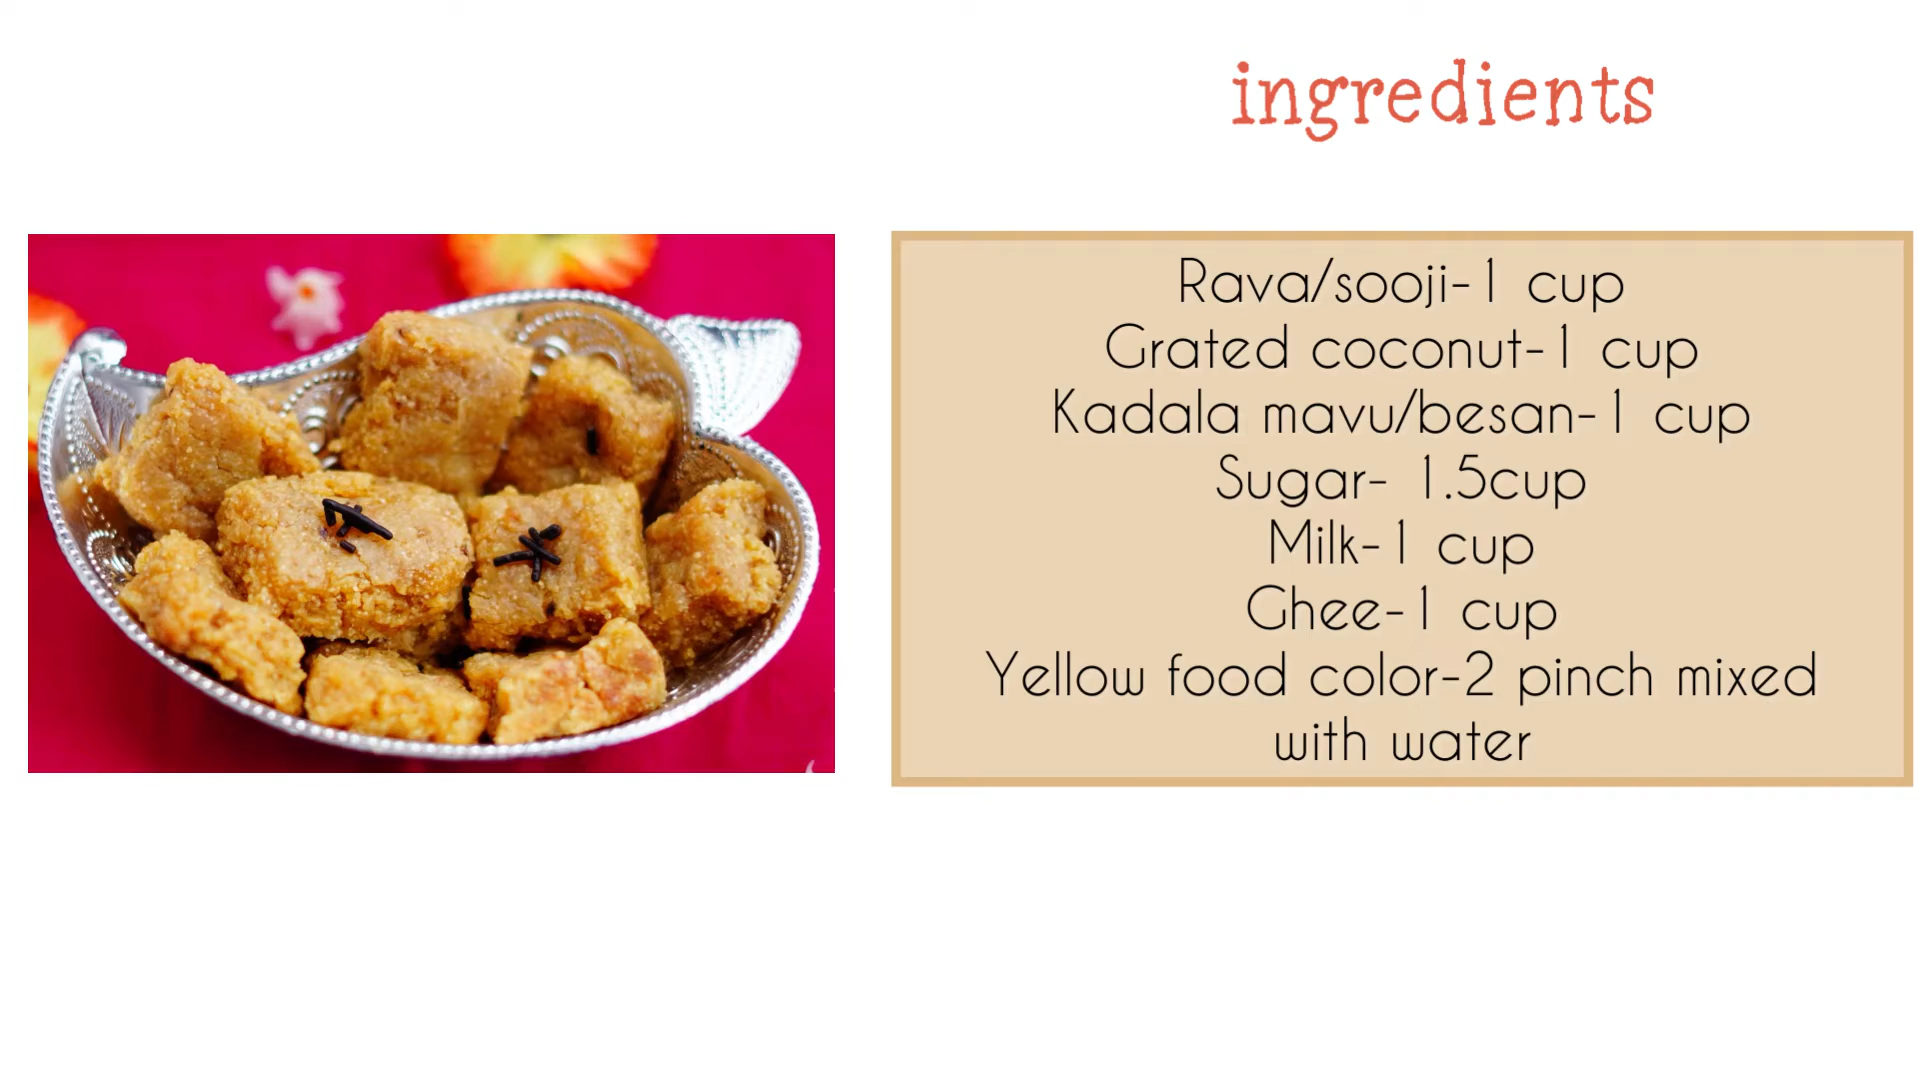 ingredients
Rava/sooji-1 cup
Grated coconut-1 cup
Kadala mavu/besan-1 cup
Sugar- 1.5cup
Milk-1 cup
Ghee-1 cup
Yellow food color-2 pinch mixed
with water